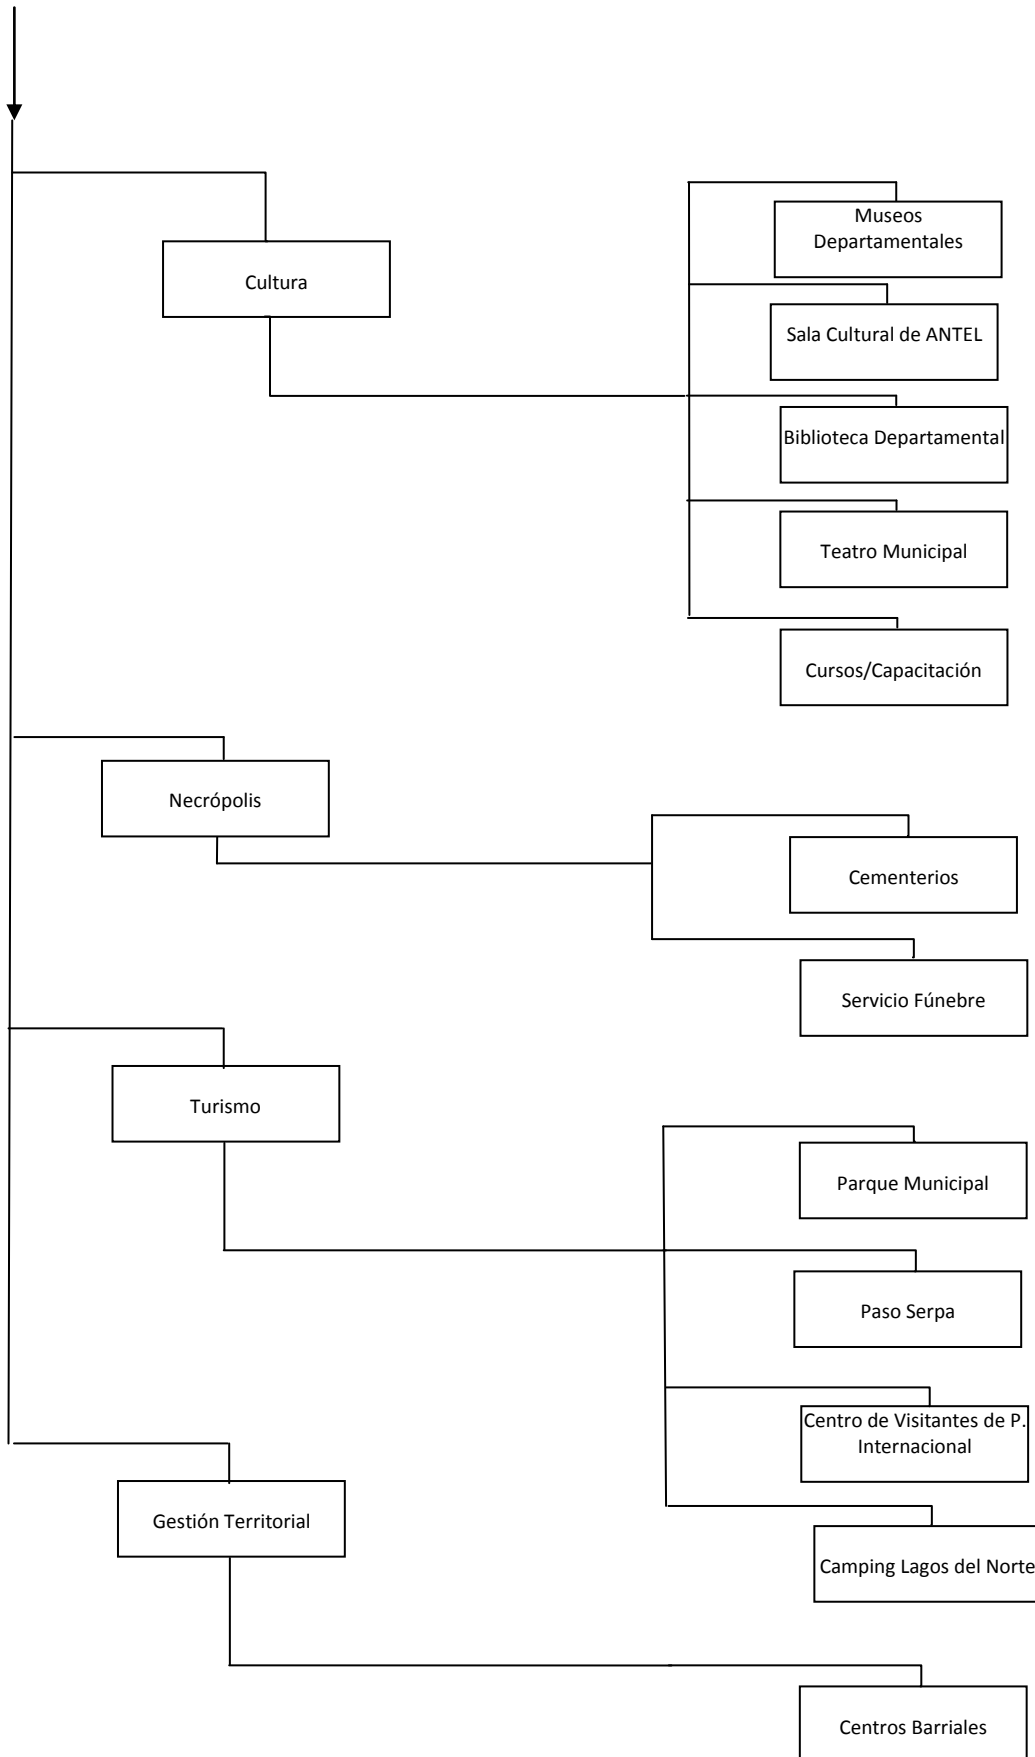 Cultura
Museos
Departamentales
Sala Cultural de ANTEL
Biblioteca Departamental
Teatro Municipal
Cursos/Capacitación
Necrópolis
Cementerios
Servicio Fúnebre
Turismo
Parque Municipal
Paso Serpa
Centro de Visitantes de P.
Internacional
Camping Lagos del Norte
Gestión Territorial
Centros Barriales